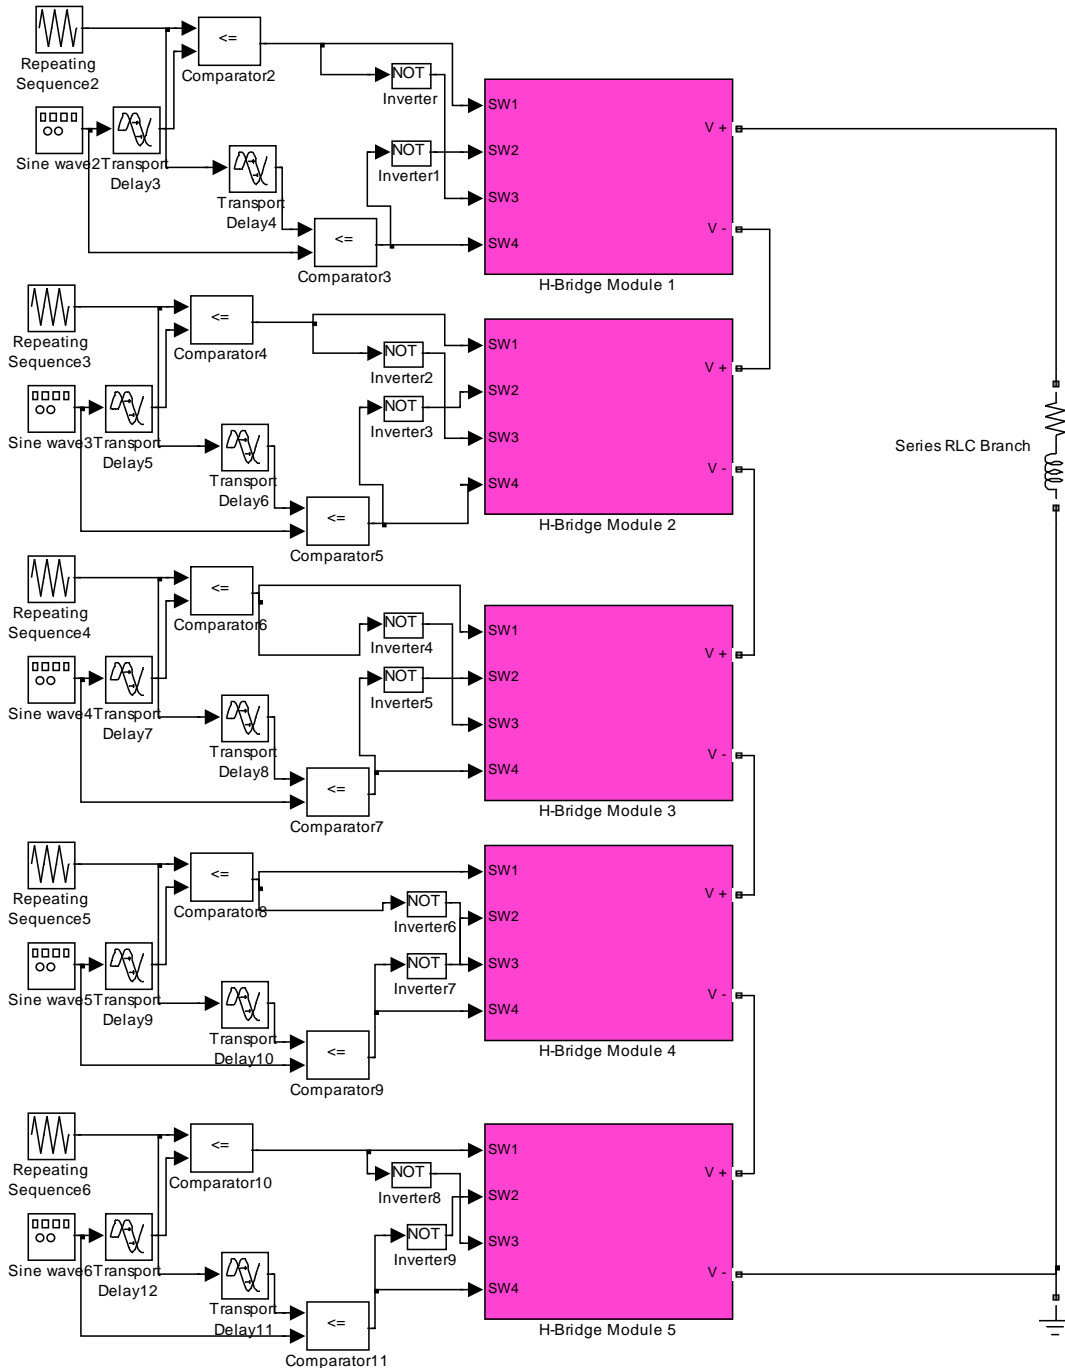 Repeating
Sequence2
<=
Comparator2
NOT
Inverter
Sine wave2
Transport
Delay3
Transport
Delay4
NOT
Inverter1
<=
Comparator3
SW1
SW2
SW3
SW4
V +
V -
H-Bridge Module 1
Repeating
Sequence3
<=
Comparator4
NOT
Inverter2
Sine wave3
Transport
Delay5
Transport
Delay6
NOT
Inverter3
<=
Comparator5
SW1
SW2
SW3
SW4
V +
V -
H-Bridge Module 2
Series RLC Branch
Repeating
Sequence4
<=
Comparator6
NOT
Inverter4
Sine wave4
Transport
Delay7
Transport
Delay8
NOT
Inverter5
<=
Comparator7
SW1
SW2
SW3
SW4
V +
V -
H-Bridge Module 3
Repeating
Sequence5
<=
Comparator8
NOT
Inverter6
Sine wave5
Transport
Delay9
Transport
Delay10
NOT
Inverter7
<=
Comparator9
SW1
SW2
SW3
SW4
V +
V -
H-Bridge Module 4
Repeating
Sequence6
<=
Comparator10
NOT
Inverter8
Sine wave6
Transport
Delay12
Transport
Delay11
NOT
Inverter9
<=
Comparator11
SW1
SW2
SW3
SW4
V +
V -
H-Bridge Module 5